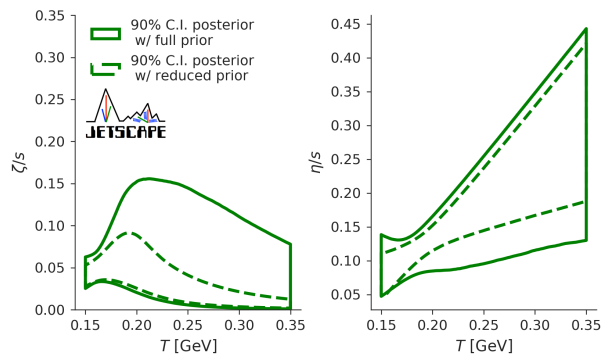 90% C.I. posterior
w/ full prior
90% C.I. posterior
w/ reduced prior
JETSCAPE
ζ/s
0.35
0.30
0.25
0.20
0.15
0.10
0.05
0.00
0.15 0.20 0.25 0.30 0.35
T [GeV]
η/s
0.45
0.40
0.35
0.30
0.25
0.20
0.15
0.10
0.05
0.15 0.20 0.25 0.30 0.35
T [GeV]